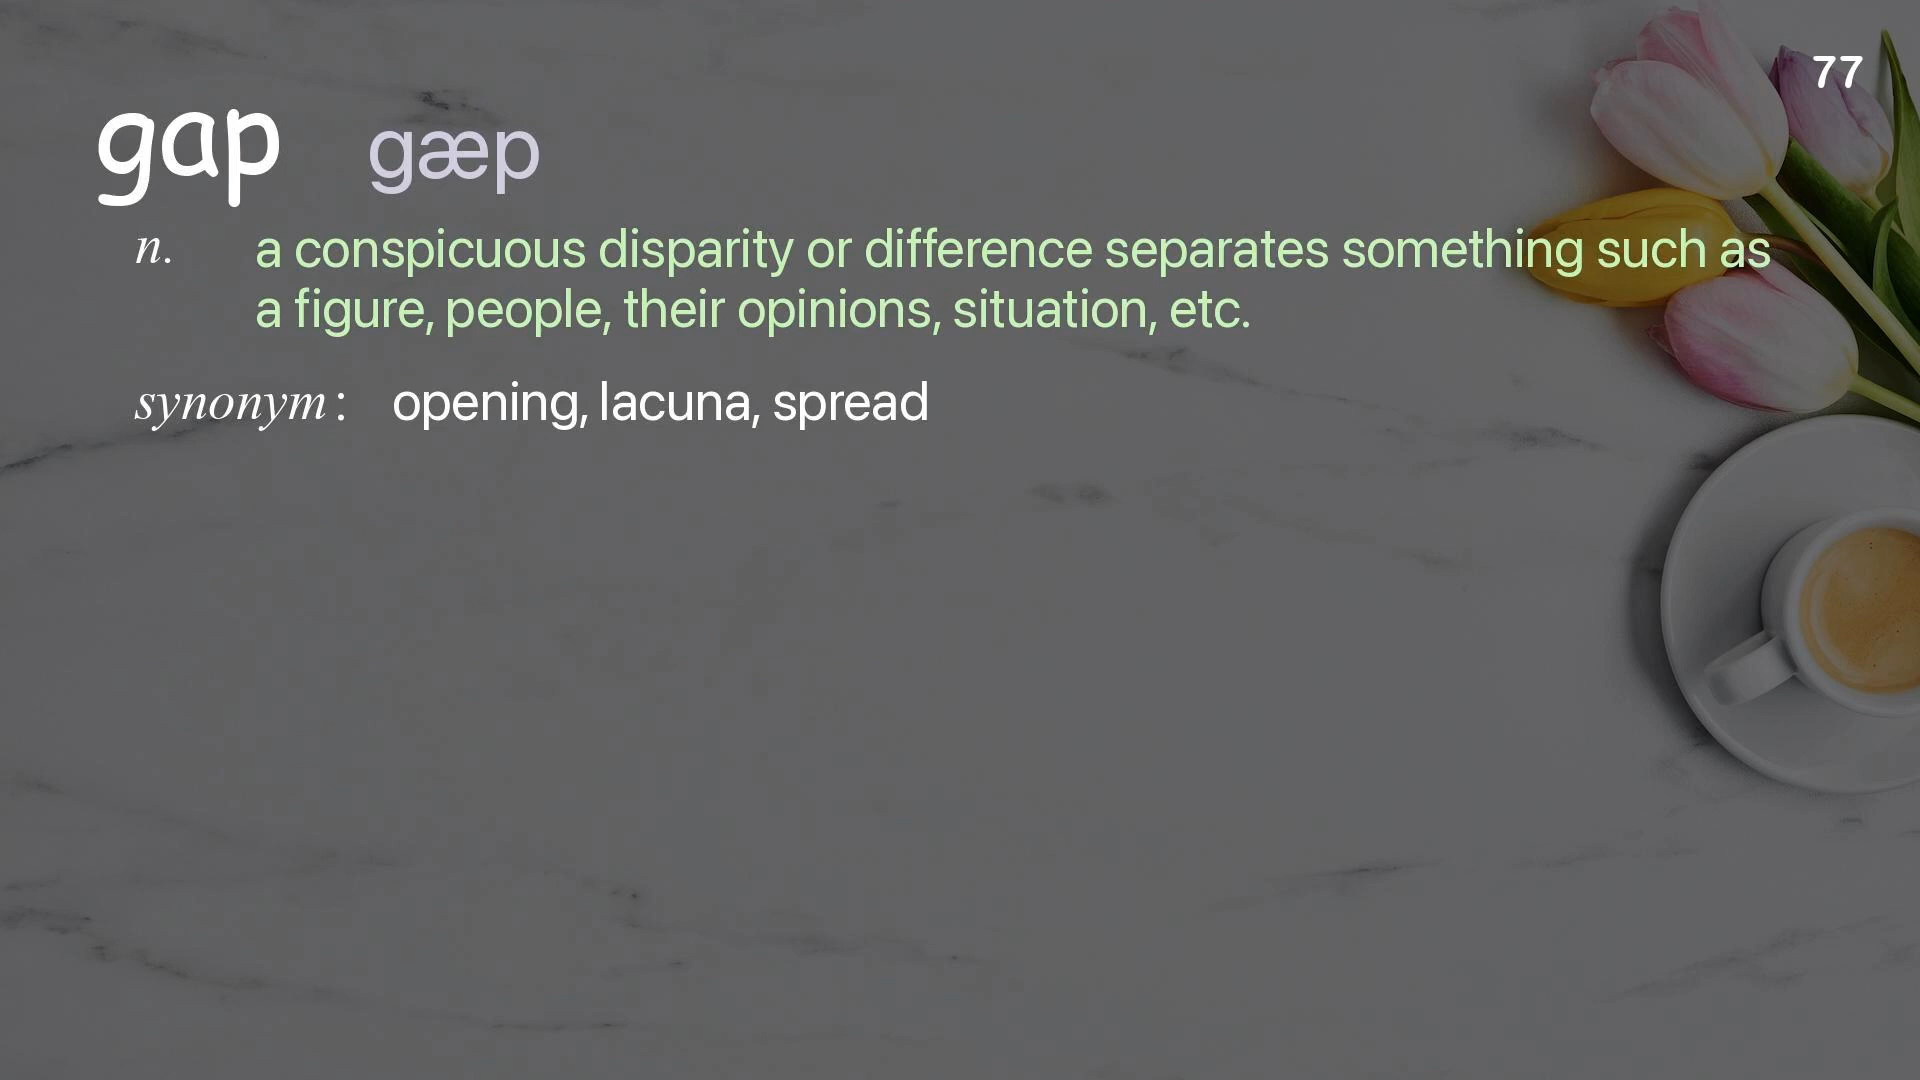 77
gap gæp
n. a conspicuous disparity or difference separates something such as
a figure, people, their opinions, situation, etc.
synonym: opening, lacuna, spread